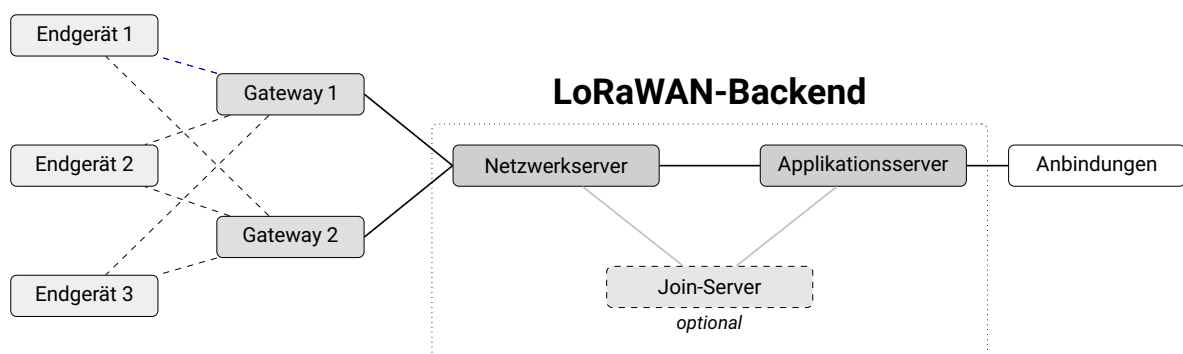 Endgerät 1
Gateway 1
LoRaWAN-Backend
Endgerät 2
Netzwerkserver
Applikationsserver
Anbindungen
Gateway 2
Endgerät 3
Join-Server
optional